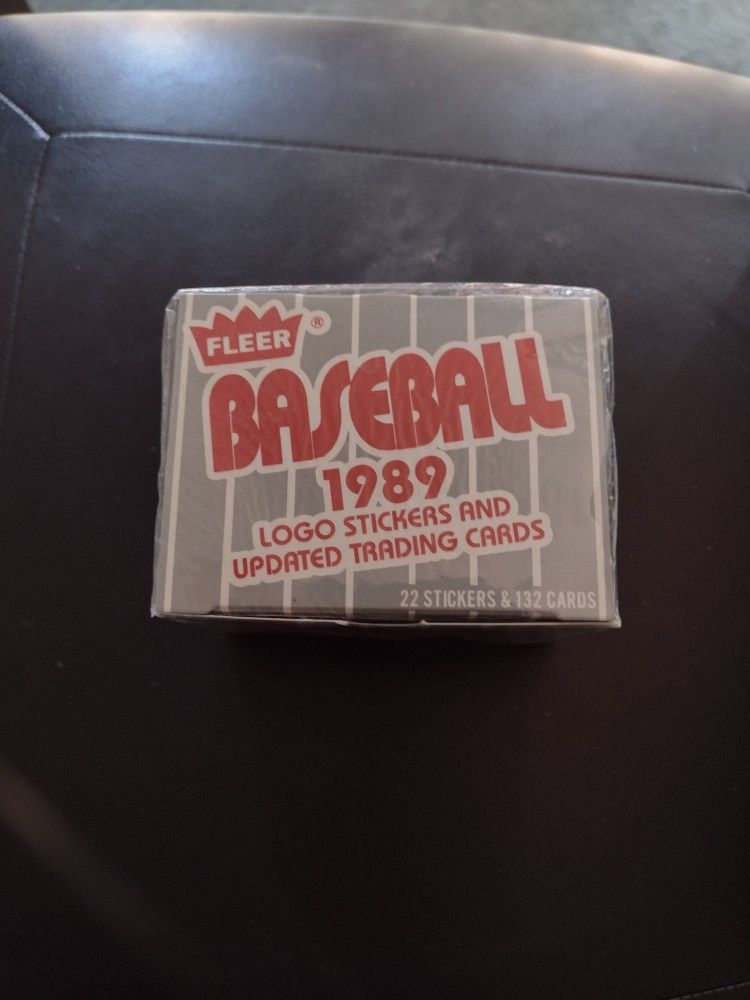 FLEER ®
BASEBALL
1989
LOGO STICKERS AND
UPDATED TRADING CARDS
22 STICKERS & 132 CARDS